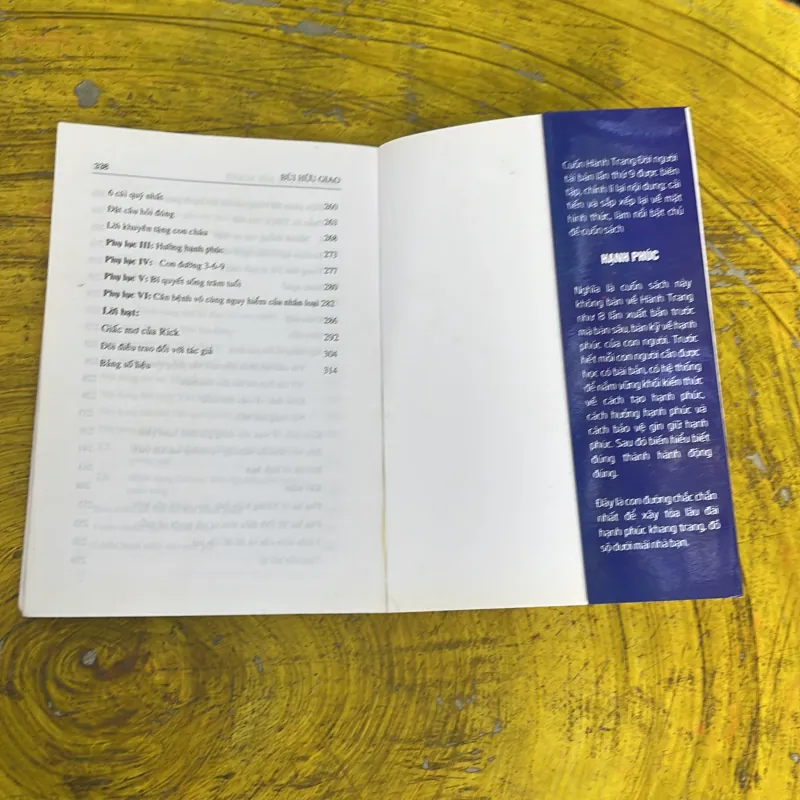 336 BÙI HỮU GIAO
6 cái quý nhất 260
Đặt câu hỏi đúng 263
Lời khuyên tặng con cháu 268
Phụ lục III: Hưởng hạnh phúc 273
Phụ lục IV: Con đường 3-6-9 277
Phụ lục V: Bí quyết sống trăm tuổi 280
Phụ lục VI: Căn bệnh vô cùng nguy hiểm của nhân loại 282
Lời bạt: 286
Giấc mơ của Rick 292
Đôi điều trao đổi với tác giả 304
Bảng số liệu 314
Cuốn Hành Trang Đời người
tái bản lần thứ 9 được biên
tập, chỉnh lí lại nội dung; cải
tiến và sắp xếp lại về mặt
hình thức, làm nổi bật chủ
đề cuốn sách
HẠNH PHÚC
Nghĩa là cuốn sách này
không bàn về Hành Trang
như 8 lần xuất bản trước
mà bàn sâu, bàn kỹ về hạnh
phúc của con người. Trước
hết mỗi con người cần được
học có bài bản, có hệ thống
để nắm vững khối kiến thức
về cách tạo hạnh phúc,
cách hưởng hạnh phúc và
cách bảo vệ gìn giữ hạnh
phúc. Sau đó biến hiểu biết
đúng thành hành động
đúng.
Đây là con đường chắc chắn
nhất để xây tòa lâu đài
hạnh phúc khang trang, đồ
sộ dưới mái nhà bạn.